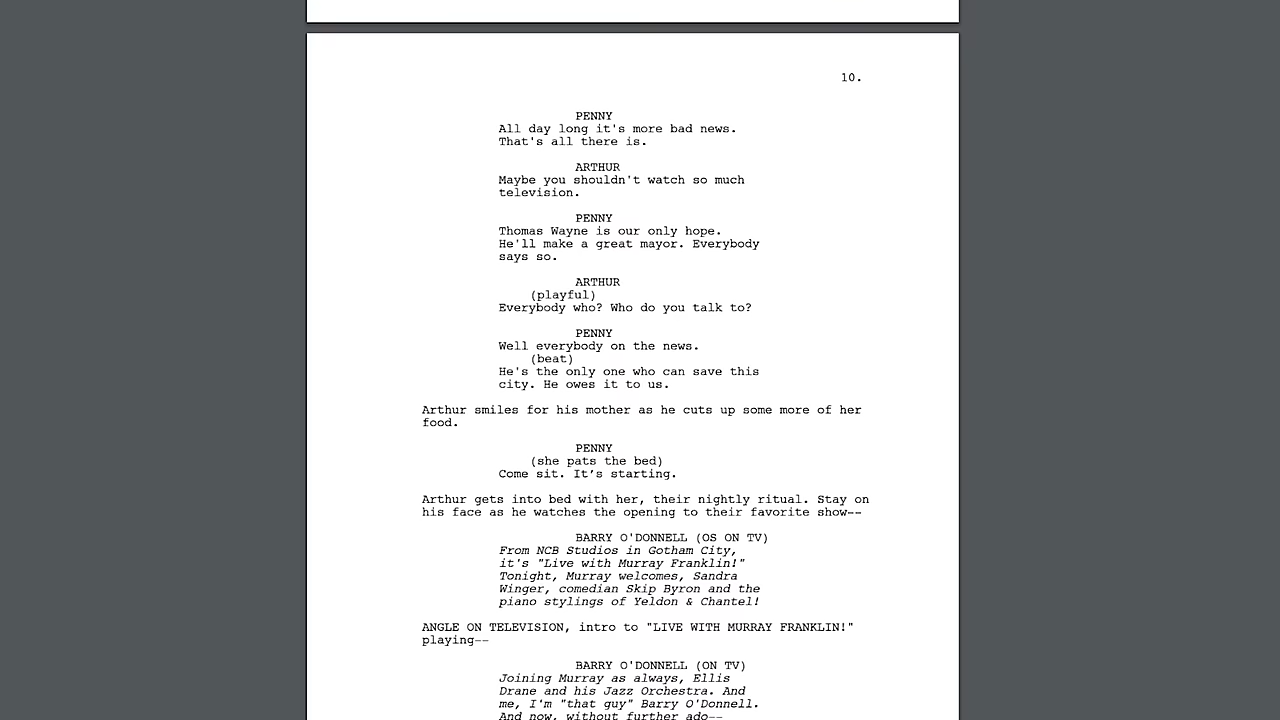 10.
PENNY
All day long it's more bad news.
That's all there is.
ARTHUR
Maybe you shouldn't watch so much
television.
PENNY
Thomas Wayne is our only hope.
He'll make a great mayor. Everybody
says so.
ARTHUR
(playful)
Everybody who? Who do you talk to?
PENNY
Well everybody on the news.
(beat)
He's the only one who can save this
city. He owes it to us.
Arthur smiles for his mother as he cuts up some more of her
food.
PENNY
(she pats the bed)
Come sit. It’s starting.
Arthur gets into bed with her, their nightly ritual. Stay on
his face as he watches the opening to their favorite show--
BARRY O'DONNELL (OS ON TV)
From NCB Studios in Gotham City,
it's "Live with Murray Franklin!"
Tonight, Murray welcomes, Sandra
Winger, comedian Skip Byron and the
piano stylings of Yeldon & Chantel!
ANGLE ON TELEVISION, intro to "LIVE WITH MURRAY FRANKLIN!"
playing--
BARRY O'DONNELL (ON TV)
Joining Murray as always, Ellis
Drane and his Jazz Orchestra. And
me, I'm "that guy" Barry O'Donnell.
And now, without further ado--